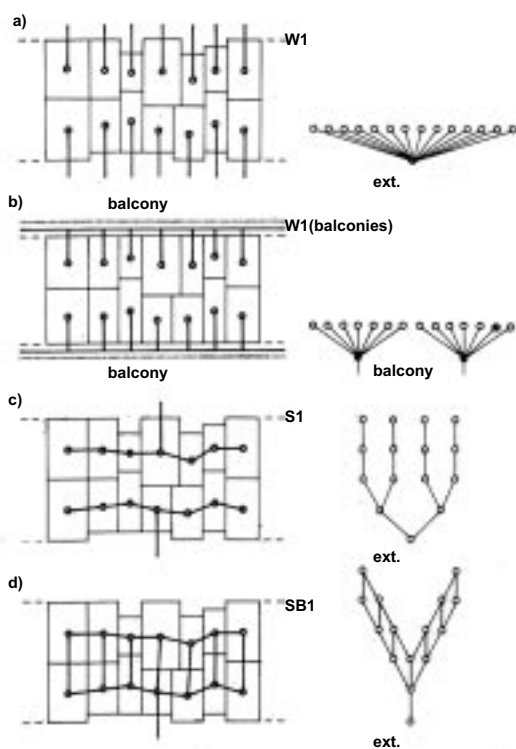 a)
W1
ext.
balcony
b)
W1(balconies)
balcony
balcony
c)
S1
ext.
d)
SB1
ext.